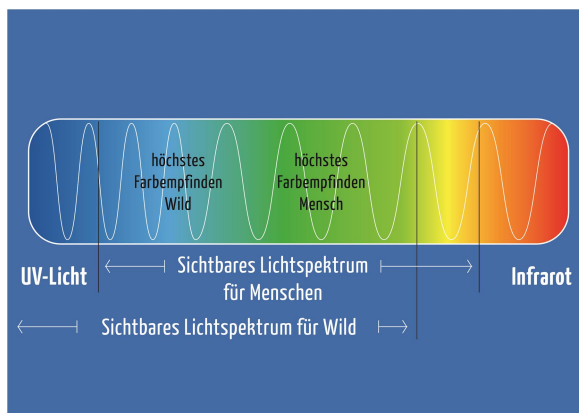 höchstes
Farbempfinden
Wild
höchstes
Farbempfinden
Mensch
UV-Licht
Sichtbares Lichtspektrum
für Menschen
Infrarot
Sichtbares Lichtspektrum für Wild